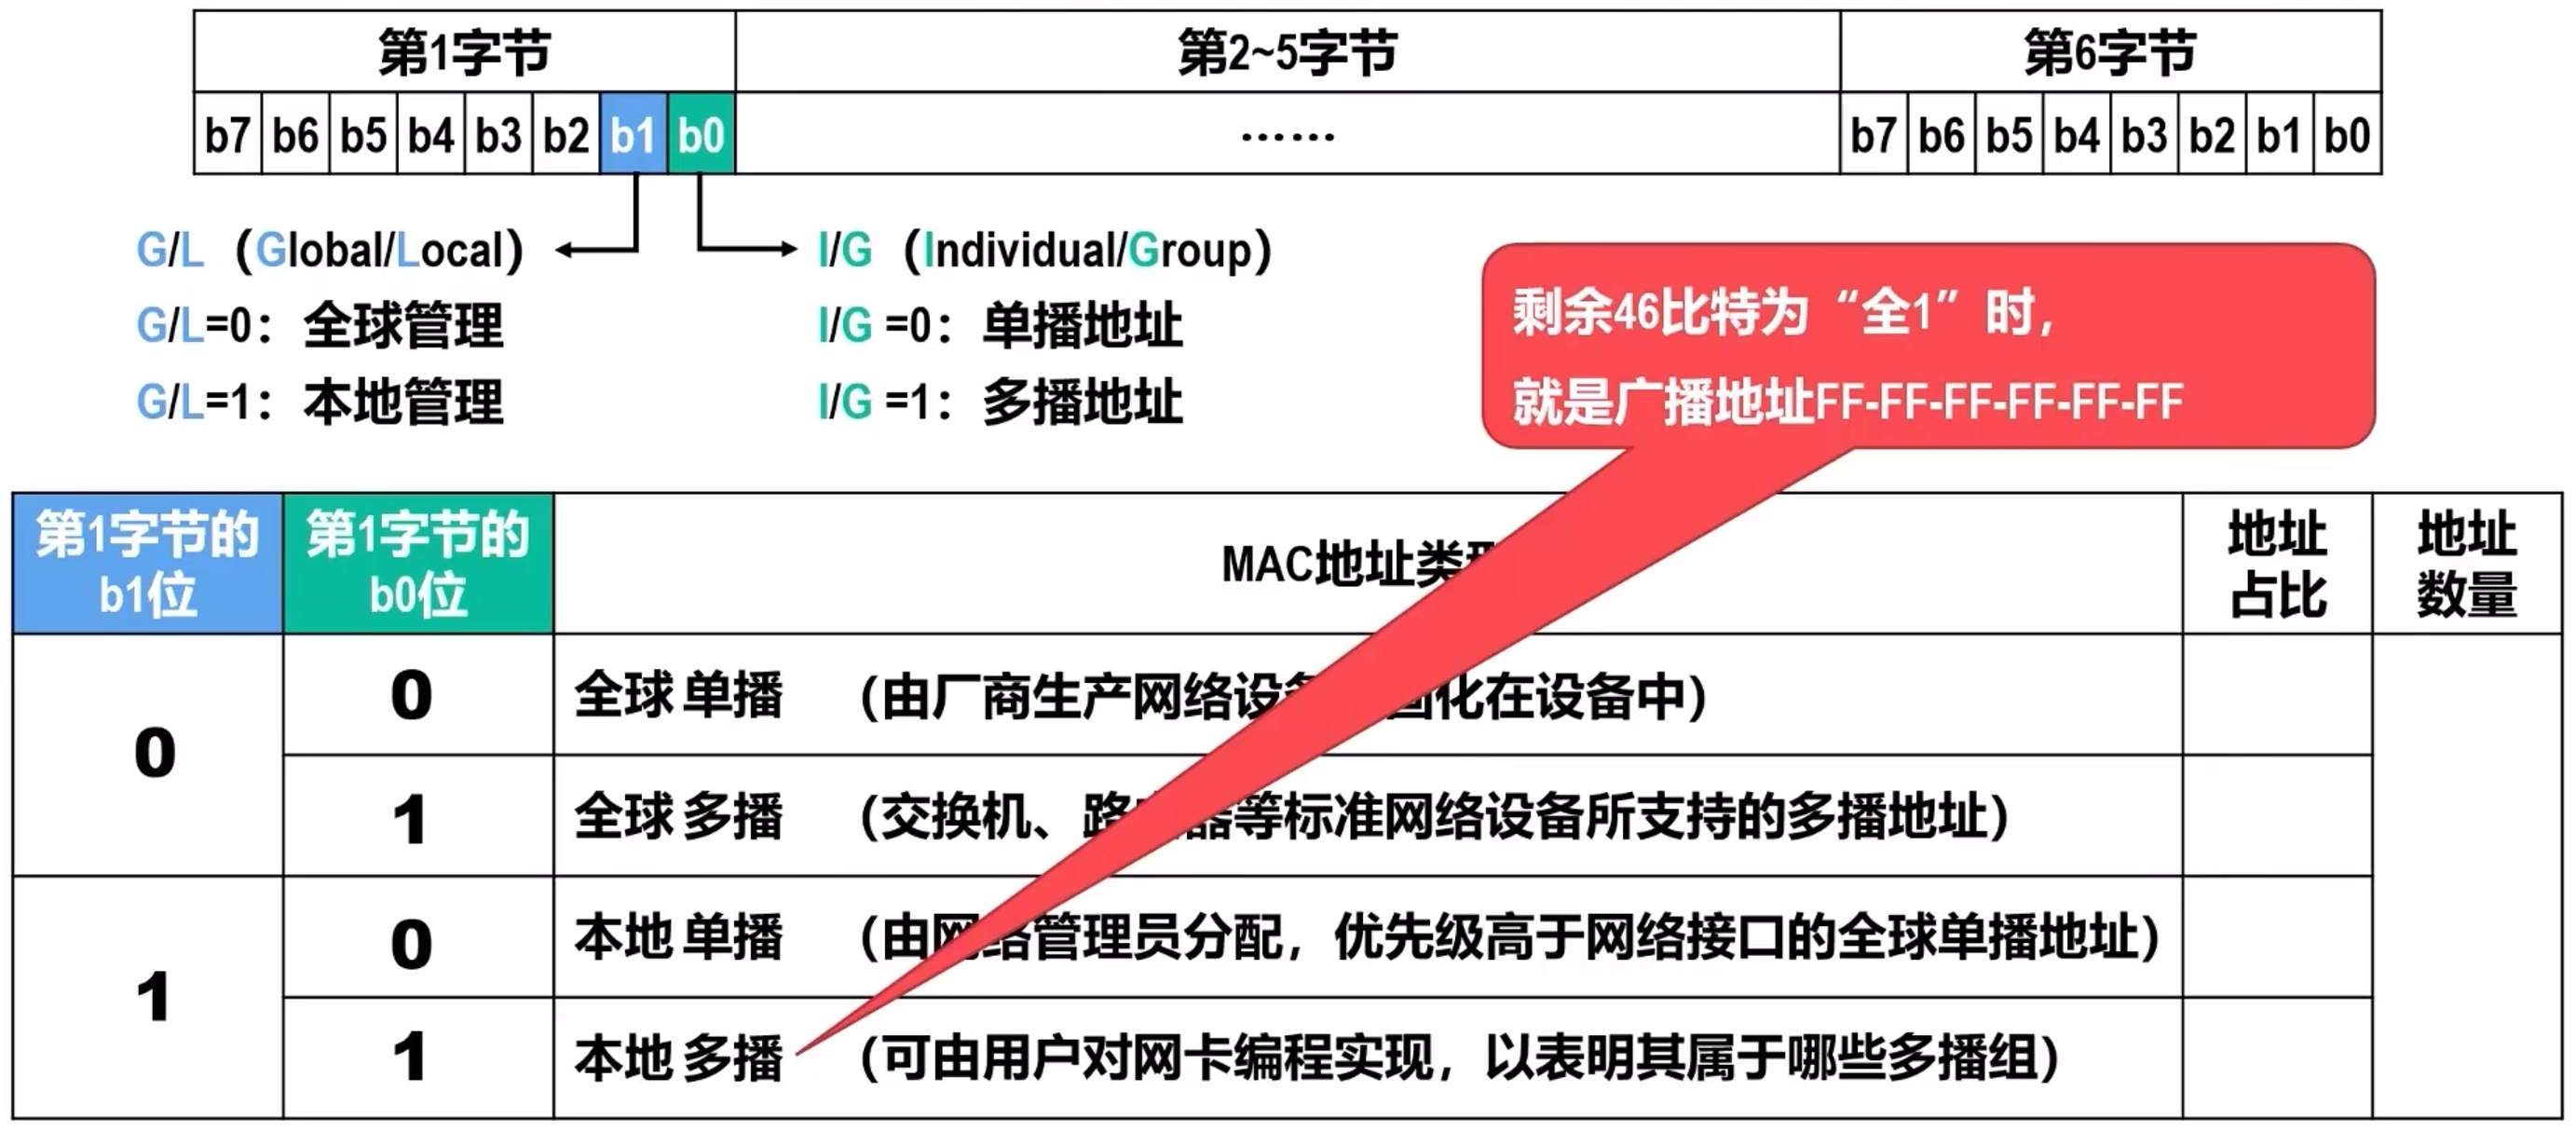 第1字节 第2~5字节 第6字节
b7 b6 b5 b4 b3 b2 b1 b0 …… b7 b6 b5 b4 b3 b2 b1 b0
G/L（Global/Local） I/G（Individual/Group）
G/L=0：全球管理 I/G =0：单播地址
G/L=1：本地管理 I/G =1：多播地址
剩余46比特为“全1”时，
就是广播地址FF-FF-FF-FF-FF-FF
第1字节的
b1位
第1字节的
b0位
MAC地址类型
地址
占比
地址
数量
0
0 全球 单播 （由厂商生产网络设备 固化在设备中）
1 全球 多播 （交换机、路由器等标准网络设备所支持的多播地址）
1
0 本地 单播 （由网络管理员分配，优先级高于网络接口的全球单播地址）
1 本地 多播 （可由用户对网卡编程实现，以表明其属于哪些多播组）